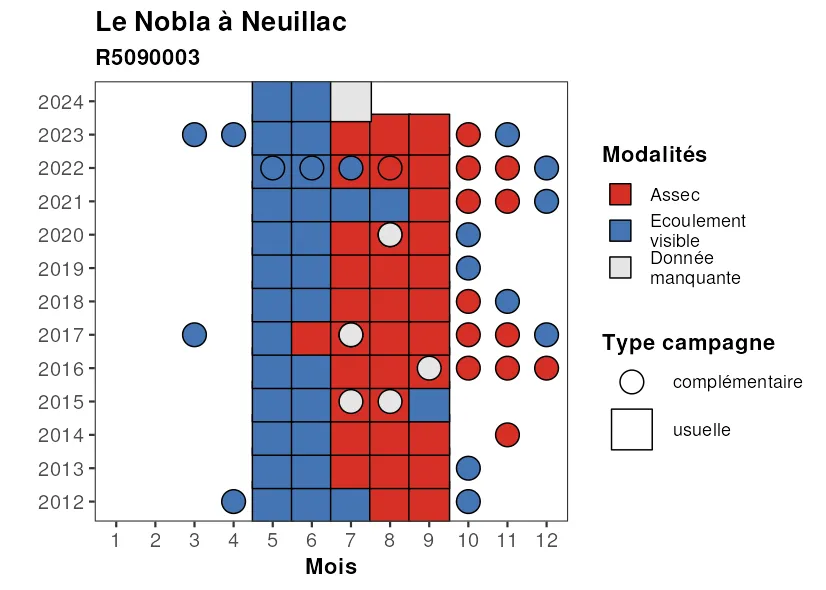 Le Nobla à Neuillac
R5090003
2024
2023
2022
2021
2020
2019
2018
2017
2016
2015
2014
2013
2012
1 2 3 4 5 6 7 8 9 10 11 12
Mois
Modalités
Assec
Ecoulement
visible
Donnée
manquante
Type campagne
complémentaire
usuelle